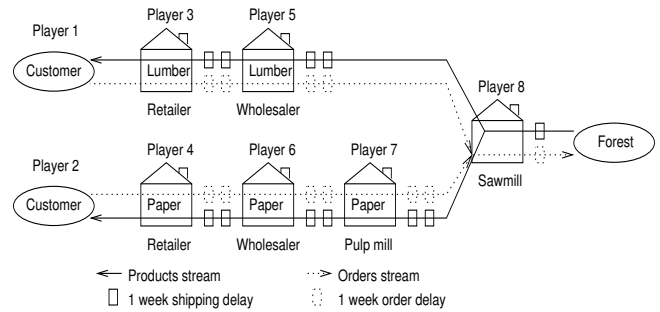 Player 1
Player 3
Player 5
Customer
Lumber
Lumber
Retailer
Wholesaler
Player 8
Forest
Sawmill
Player 2
Player 4
Player 6
Player 7
Customer
Paper
Paper
Paper
Retailer
Wholesaler
Pulp mill
Products stream
Orders stream
1 week shipping delay
1 week order delay